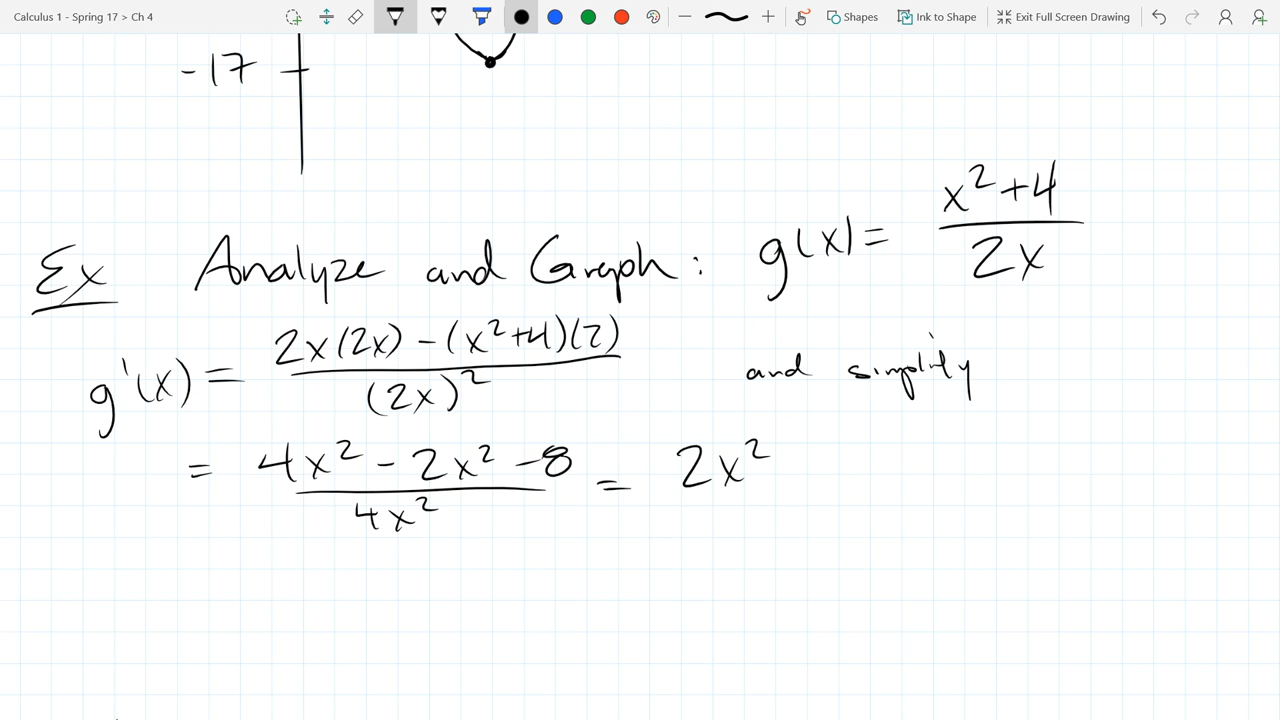 Calculus 1 - Spring 17 > Ch 4 Shapes Ink to Shape Exit Full Screen Drawing
-17
Ex Analyze and Graph: g(x) = (x²+4)/(2x)
g'(x) = (2x(2x) - (x²+4)(2))/(2x)² and simplify
= (4x² - 2x² - 8)/(4x²) = 2x²